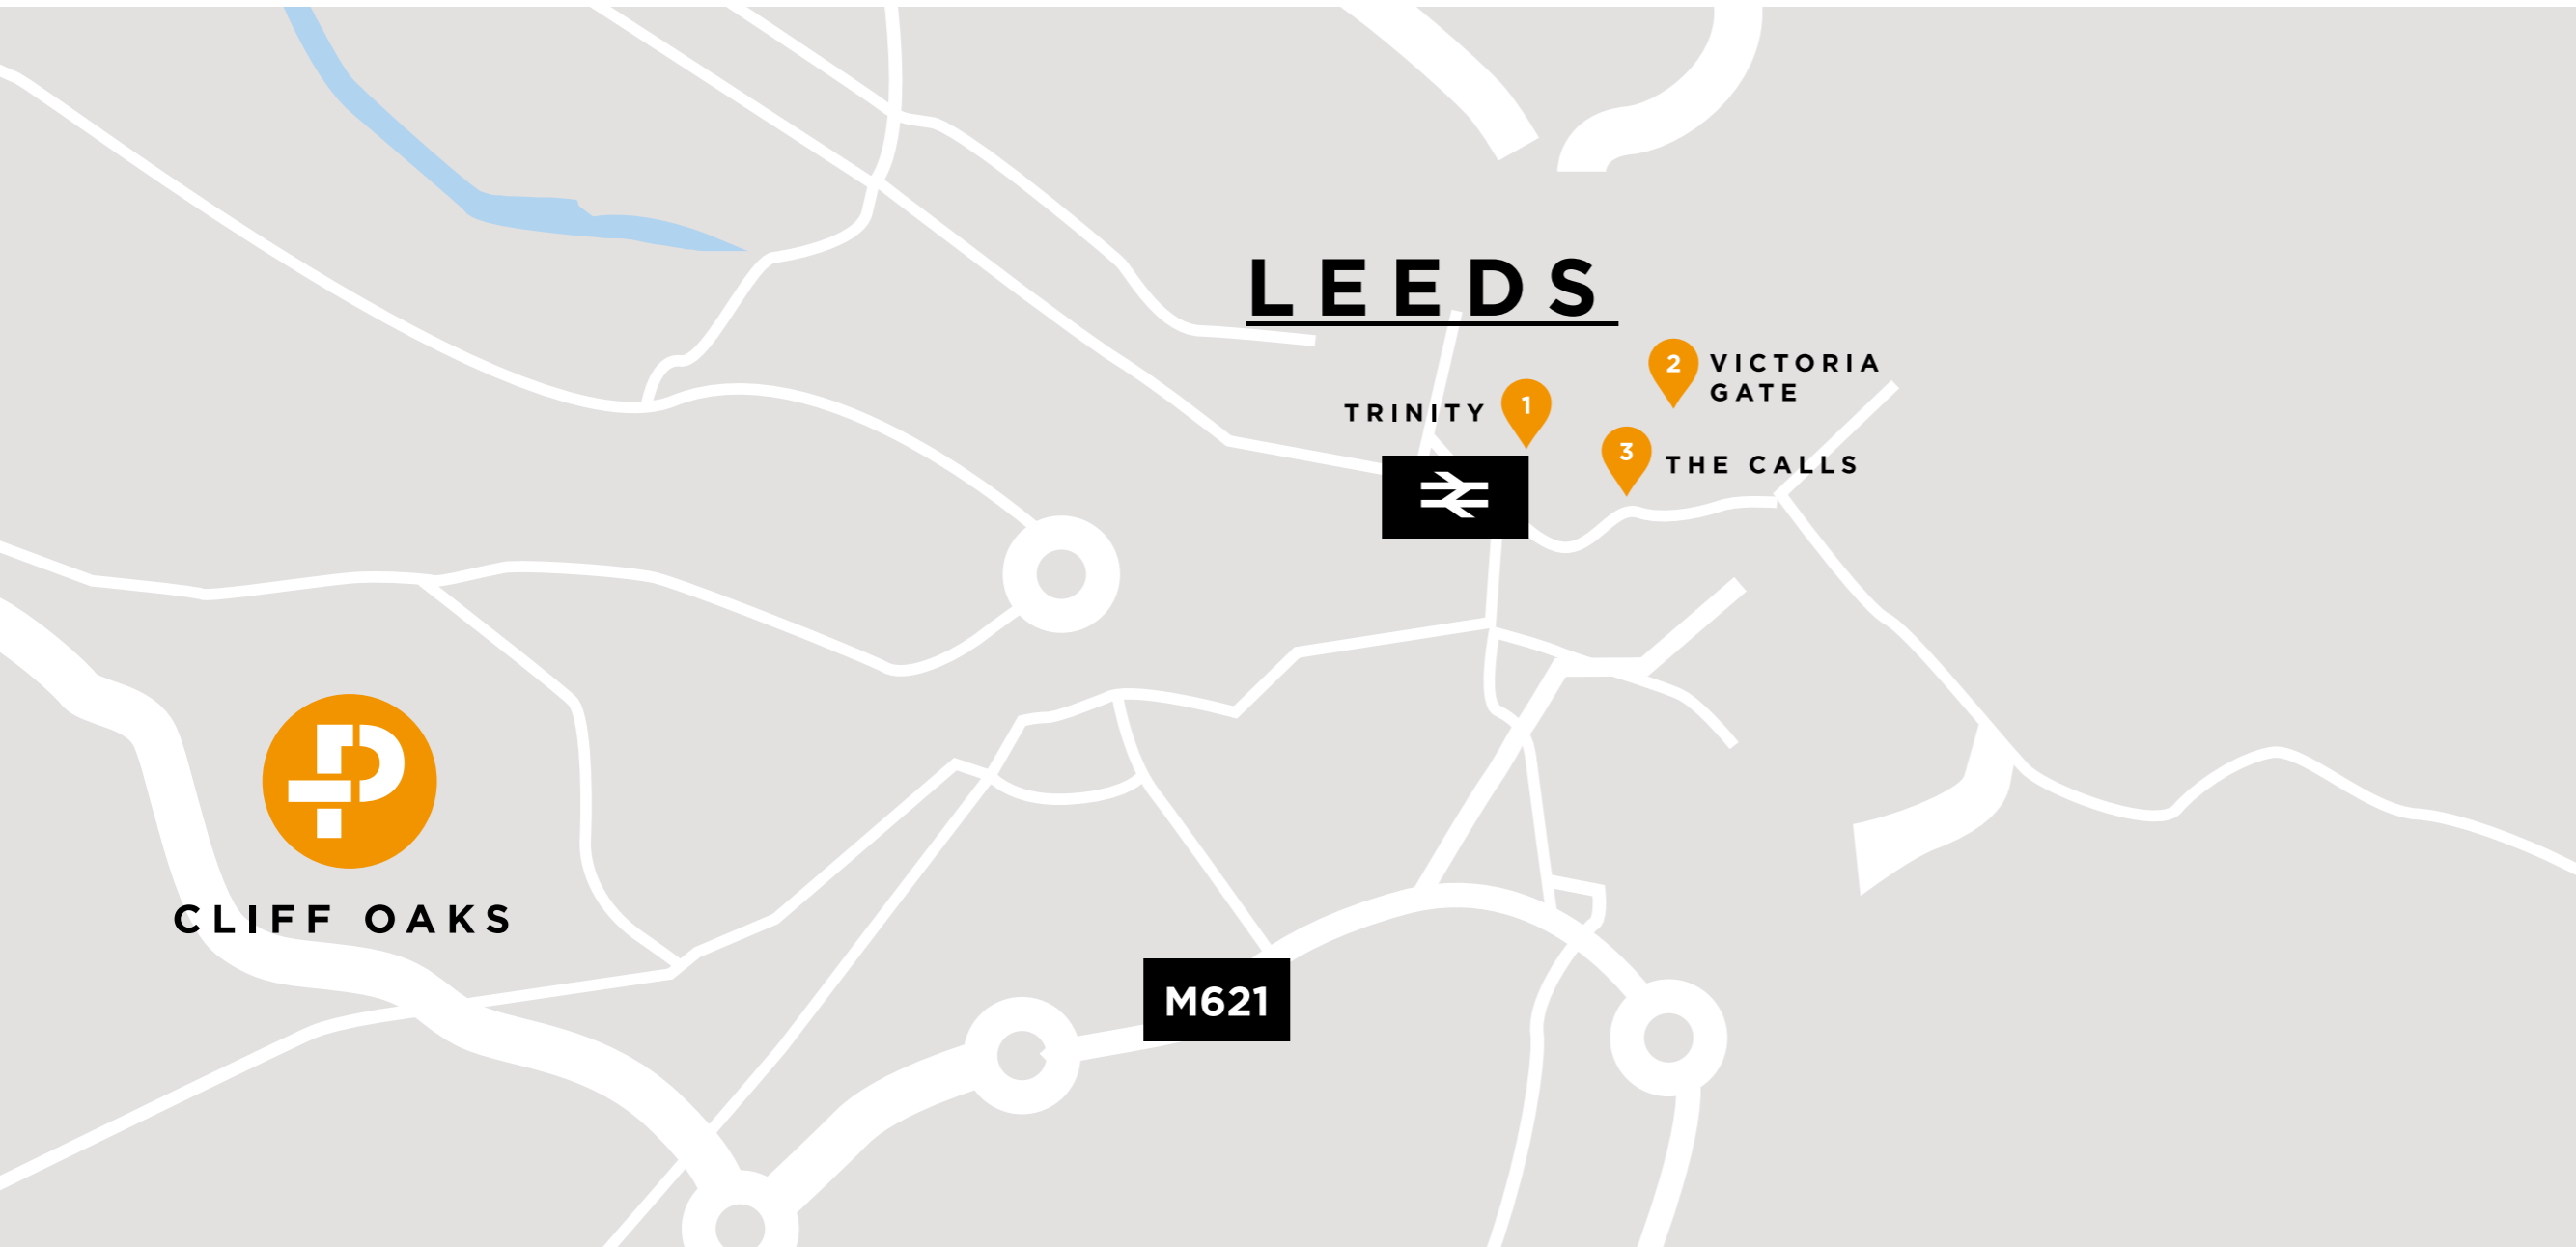 LEEDS
2
VICTORIA
GATE
TRINITY
1
3
THE CALLS
P
CLIFF OAKS
M621